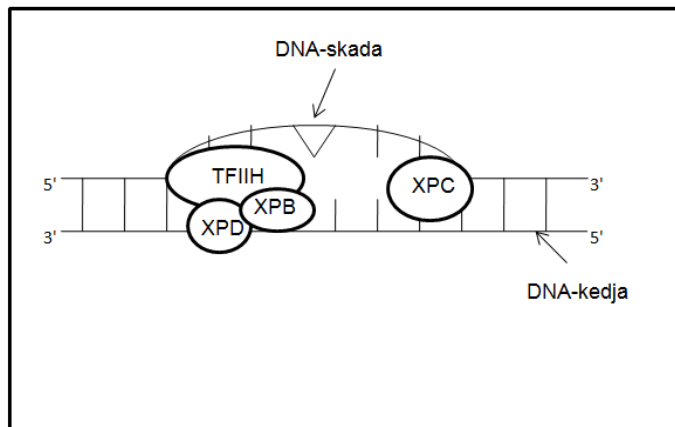 DNA-skada
5' TFIIH XPC 3'
XPB
XPD
3' 5'
DNA-kedja